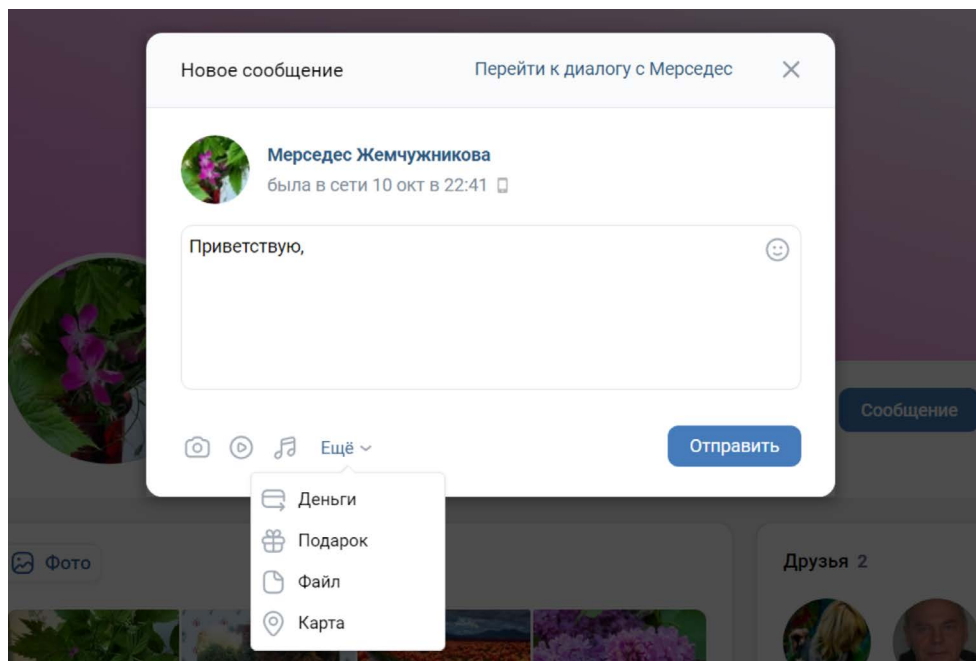 Новое сообщение
Перейти к диалогу с Мерседес
Мерседес Жемчужникова
была в сети 10 окт в 22:41
Приветствую,
Сообщение
Ещё
Отправить
Деньги
Подарок
Файл
Карта
Фото
Друзья 2